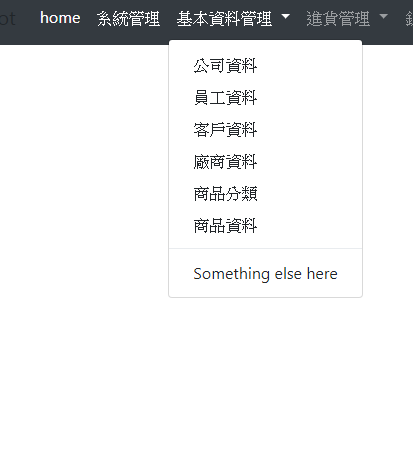 home 系統管理 基本資料管理 進貨管理
公司資料
員工資料
客戶資料
廠商資料
商品分類
商品資料
Something else here